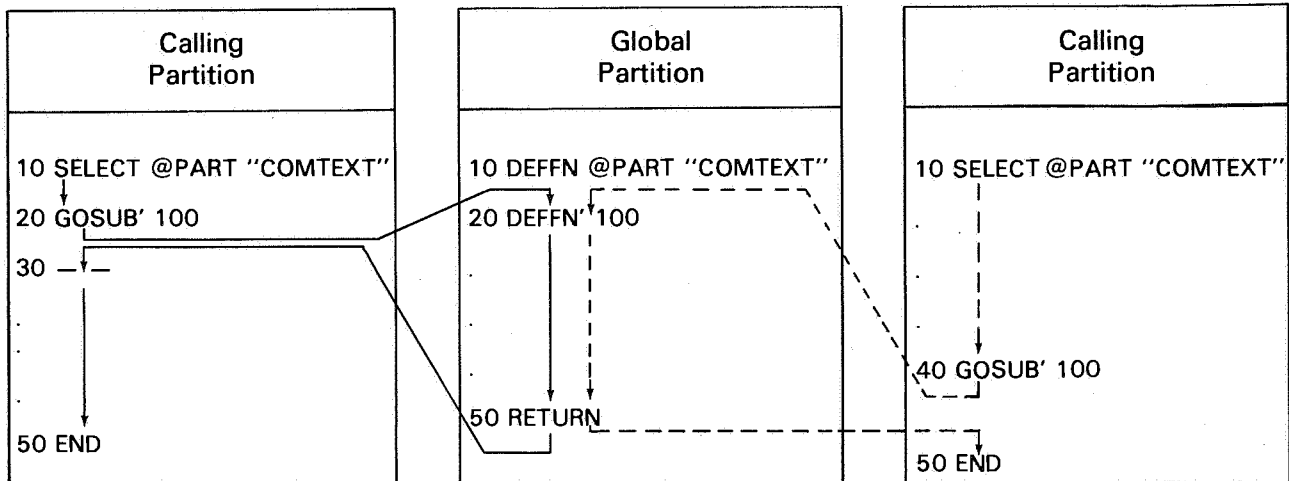 Calling
Partition
10 SELECT @PART "COMTEXT"
20 GOSUB' 100
30 — –
.
.
.
50 END
Global
Partition
10 DEFFN @PART "COMTEXT"
20 DEFFN' 100
.
.
.
50 RETURN
Calling
Partition
10 SELECT @PART "COMTEXT"
.
.
.
40 GOSUB' 100
50 END